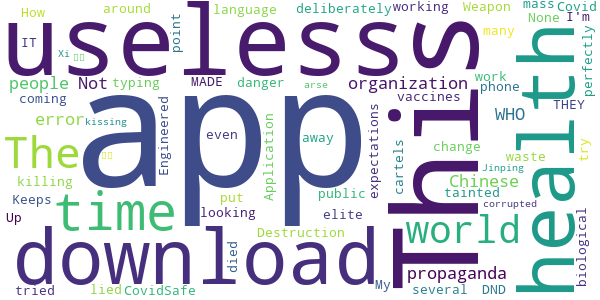 How around language deliberately working Weapon mass Covid
useless point many None I'm
IT Xi coming perfectly
people Not typing MADE danger organization work phone THEY
vaccines
The error app Engineered even kissing away Application expectations WHO
arse This health
killing cartels change waste try
Chinese tainted Jinping
Keeps time put public corrupted
Up looking elite world biological
Destruction
download died propaganda
tried lied CovidSafe My several DND